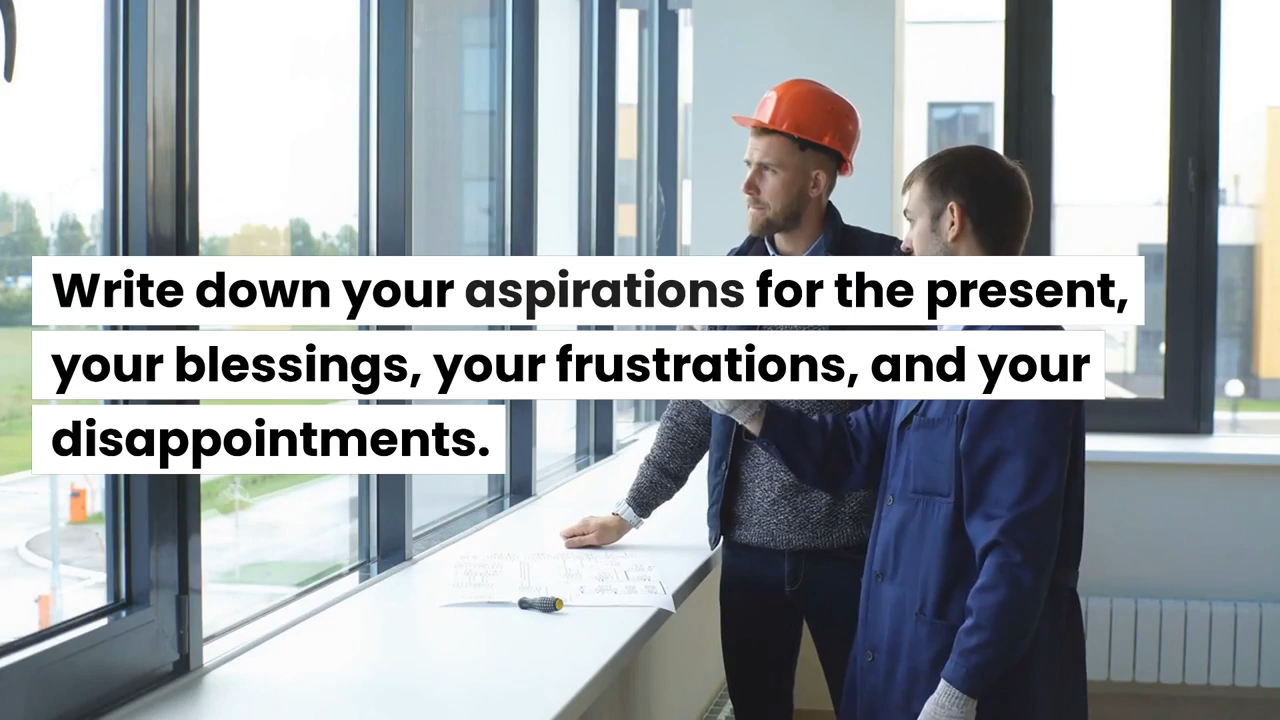 Write down your aspirations for the present,
your blessings, your frustrations, and your
disappointments.